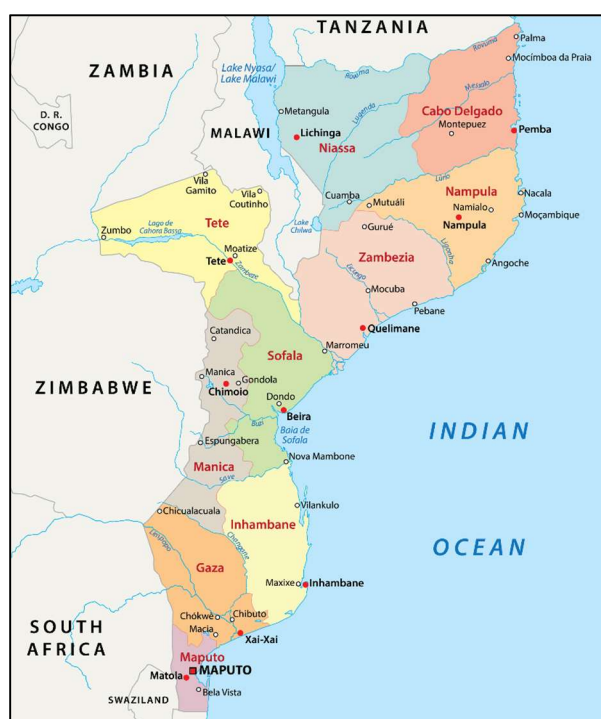 TANZANIA
Palma
Rovuma
Mocímboa da Praia
ZAMBIA
Lake Nyasa/
Lake Malawi
Rovuma
Messalo
Lugenda
Metangula
Cabo Delgado
D. R.
CONGO
MALAWI
Lichinga
Montepuez
Pemba
Niassa
Lúrio
Vila
Gamito
Vila
Coutinho
Cuamba
Mutuáli
Nampula
Nacala
Namialo
Tete
Lago de
Cahora Bassa
Lake
Chilwa
Gurué
Nampula
Moçambique
Zumbo
Moatize
Zambezia
Ligonha
Tete
Zambeze
Licungo
Angoche
Mocuba
Pebane
Catandica
Quelimane
Marromeu
Sofala
Manica
Gondola
ZIMBABWE
Chimoio
Dondo
Beira
Buzi
Baia de
Sofala
INDIAN
Espungabera
Nova Mambone
Manica
Save
Chicualacuala
Inhambane
Vilankulo
Limpopo
Changane
OCEAN
Gaza
Maxixe
Inhambane
Chókwè
Chibuto
SOUTH
AFRICA
Macia
Xai-Xai
Maputo
MAPUTO
Matola
Bela Vista
SWAZILAND